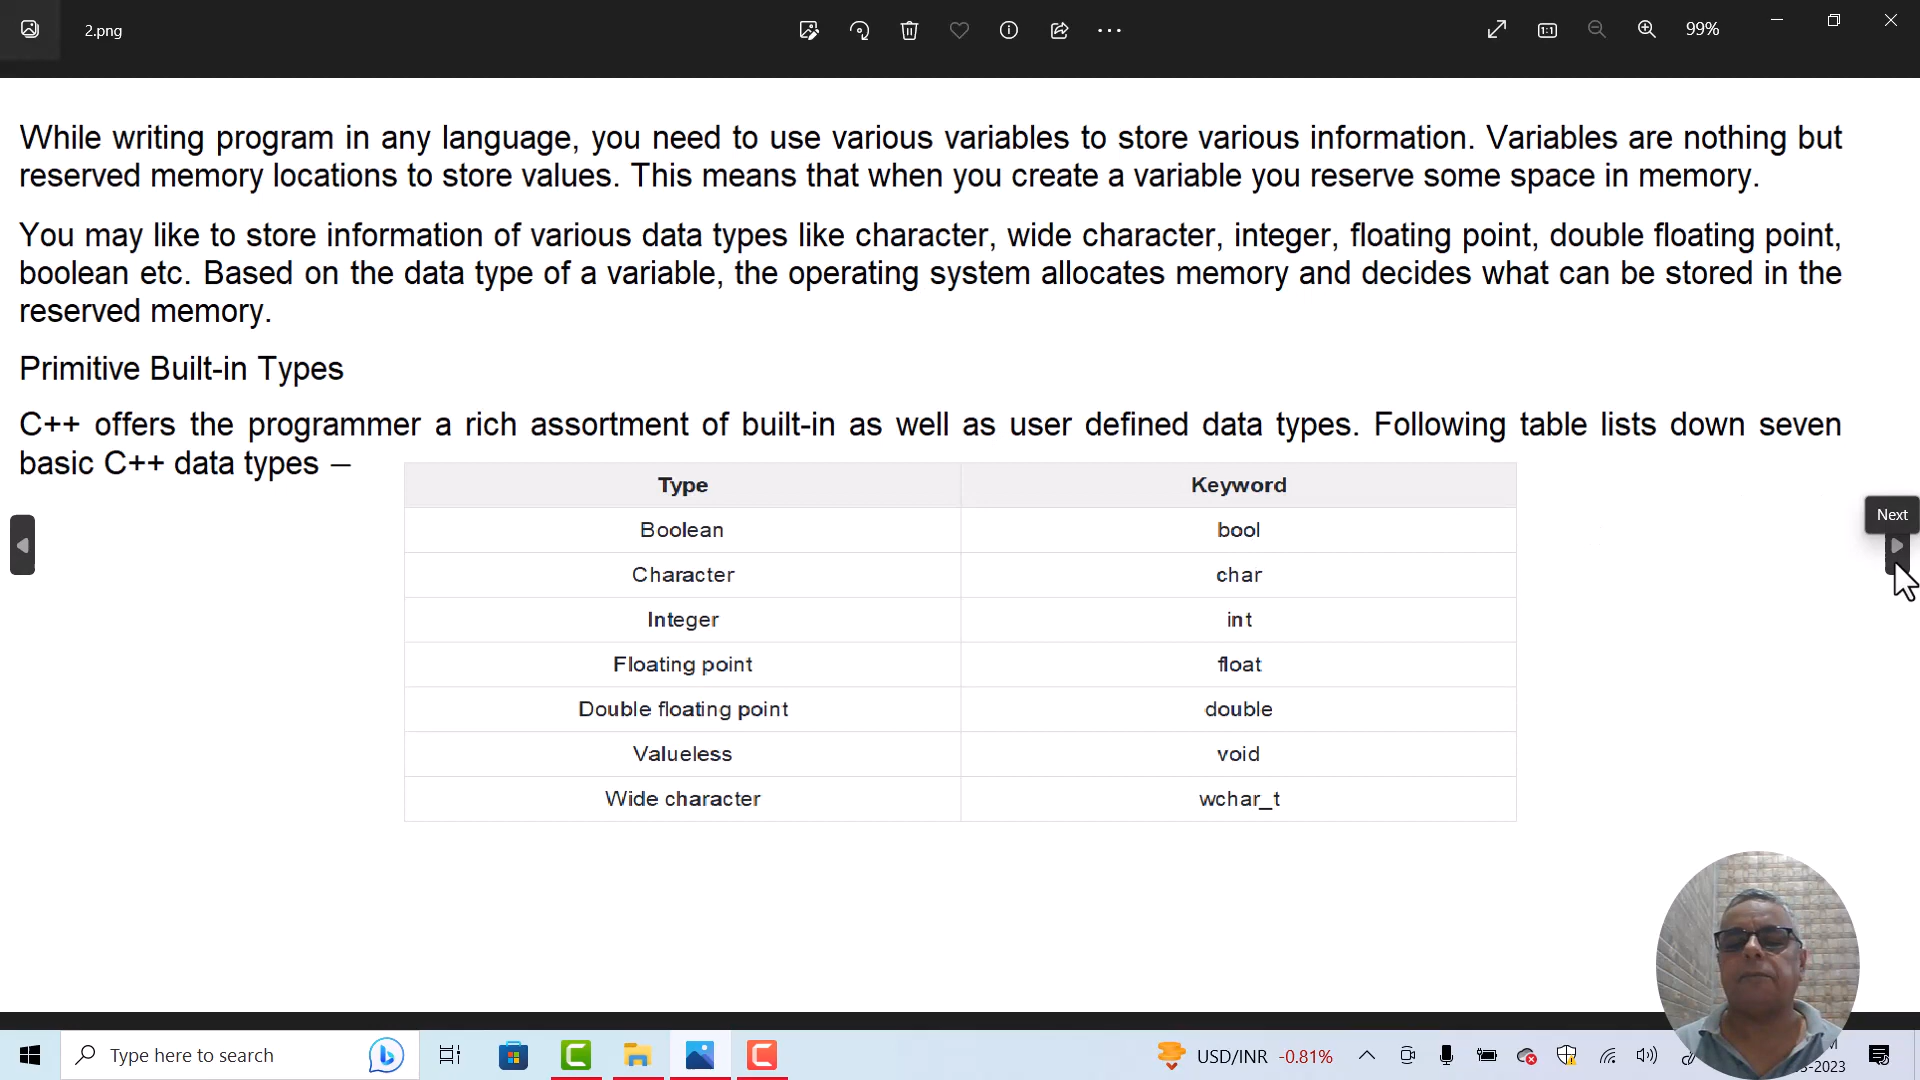 2.png
99%
While writing program in any language, you need to use various variables to store various information. Variables are nothing but
reserved memory locations to store values. This means that when you create a variable you reserve some space in memory.
You may like to store information of various data types like character, wide character, integer, floating point, double floating point,
boolean etc. Based on the data type of a variable, the operating system allocates memory and decides what can be stored in the
reserved memory.
Primitive Built-in Types
C++ offers the programmer a rich assortment of built-in as well as user defined data types. Following table lists down seven
basic C++ data types –
Type Keyword
Boolean bool
Character char
Integer int
Floating point float
Double floating point double
Valueless void
Wide character wchar_t
Next
Type here to search
USD/INR -0.81%
-2023